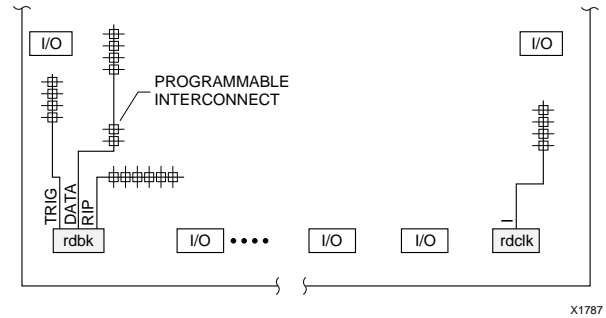 I/O
I/O
PROGRAMMABLE
INTERCONNECT
TRIG
DATA
RIP
I
rdbk
I/O
I/O
I/O
rdclk
X1787